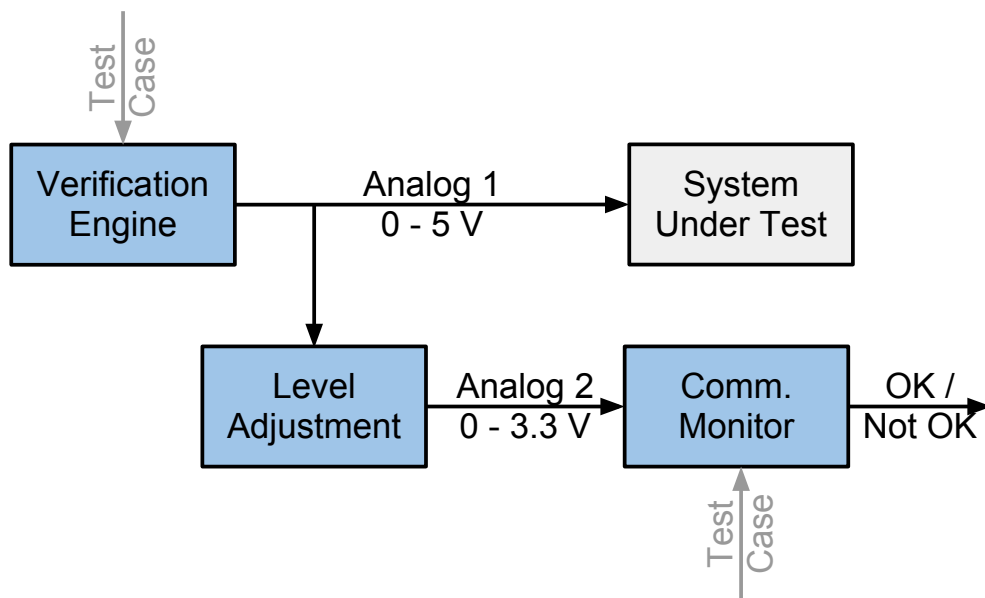 Test
Case
Verification
Engine
Analog 1
0 - 5 V
System
Under Test
Level
Adjustment
Analog 2
0 - 3.3 V
Comm.
Monitor
OK /
Not OK
Test
Case